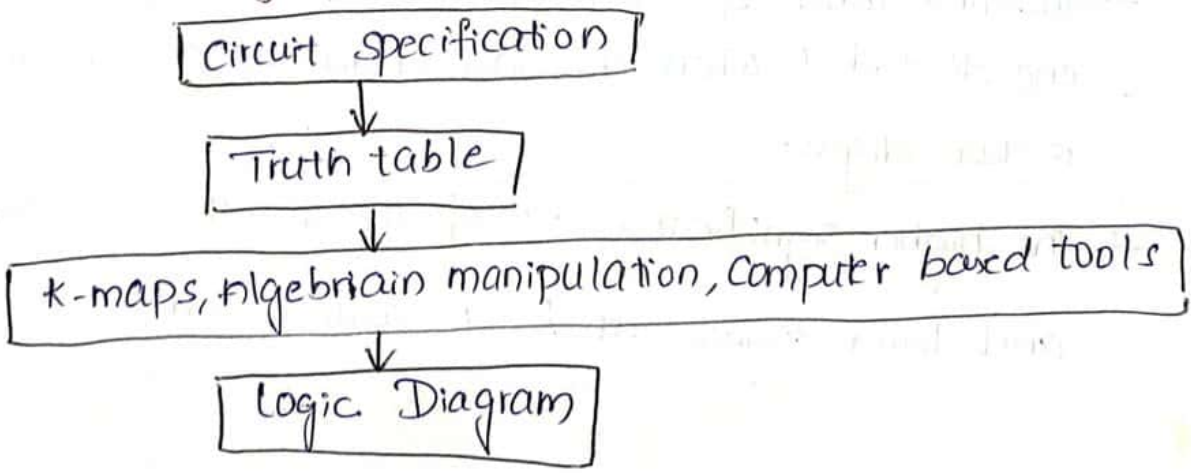 Circuit specification
Truth table
K-maps, Algebriain manipulation, Computer based tools
Logic Diagram